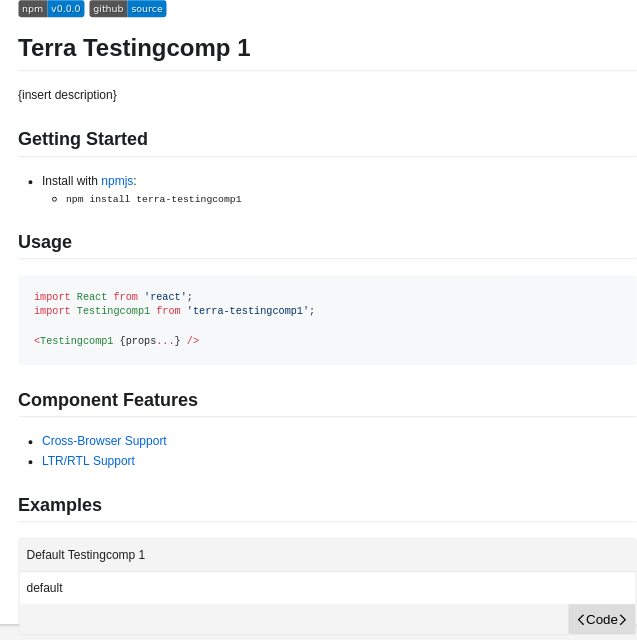 npm v0.0.0 github source
Terra Testingcomp 1
{insert description}
Getting Started
Install with npmjs:
npm install terra-testingcomp1
Usage
import React from 'react';
import Testingcomp1 from 'terra-testingcomp1';
<Testingcomp1 {props...} />
Component Features
Cross-Browser Support
LTR/RTL Support
Examples
Default Testingcomp 1
default
<Code>